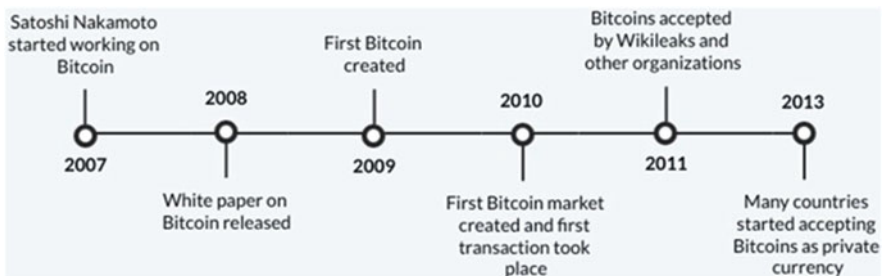 Satoshi Nakamoto
started working on
Bitcoin
2007
2008
White paper on
Bitcoin released
First Bitcoin
created
2009
2010
First Bitcoin market
created and first
transaction took
place
Bitcoins accepted
by Wikileaks and
other organizations
2011
2013
Many countries
started accepting
Bitcoins as private
currency